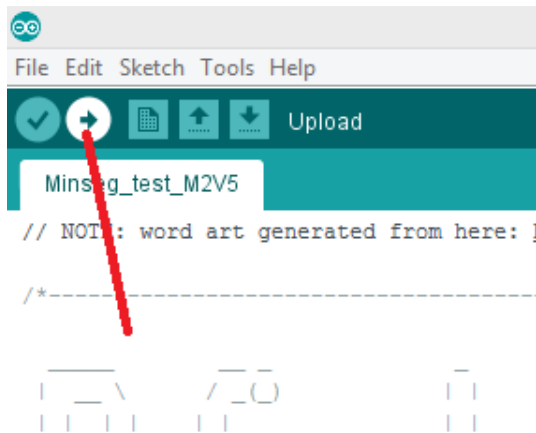 File Edit Sketch Tools Help
Upload
Minseg_test_M2V5
// NOTE: word art generated from here:
/*--------------------------------------